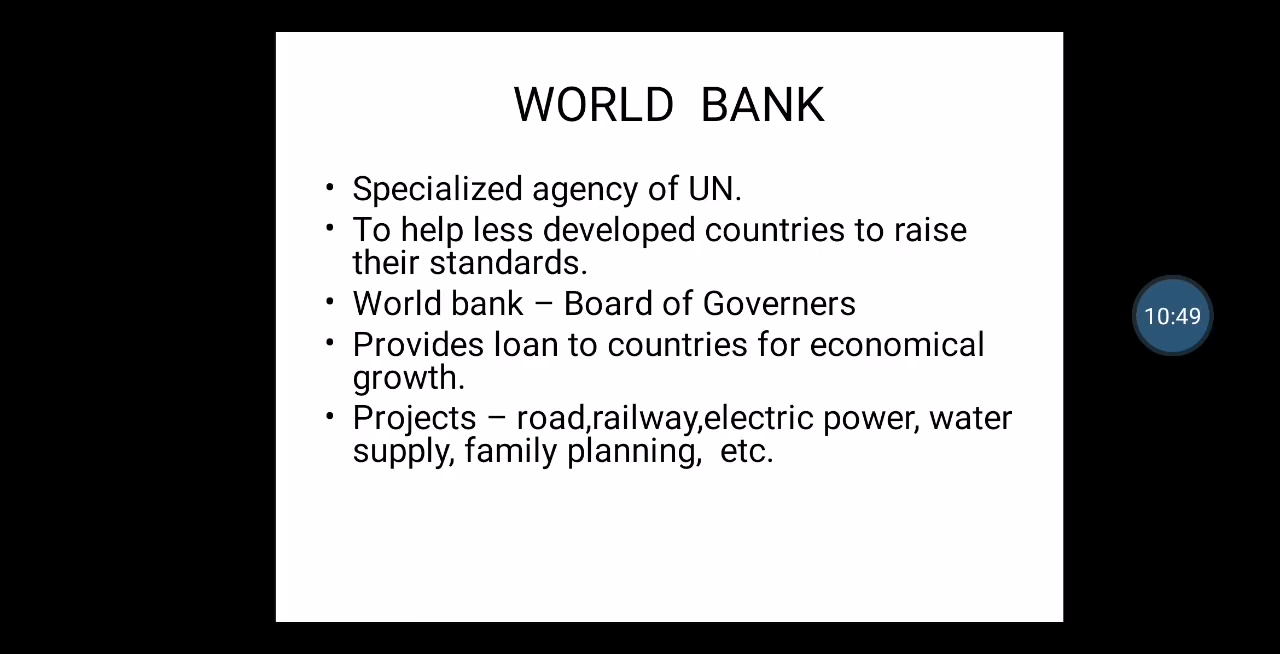 WORLD BANK
• Specialized agency of UN.
• To help less developed countries to raise
their standards.
• World bank – Board of Governers
• Provides loan to countries for economical
growth.
• Projects – road,railway,electric power, water
supply, family planning, etc.
10:49